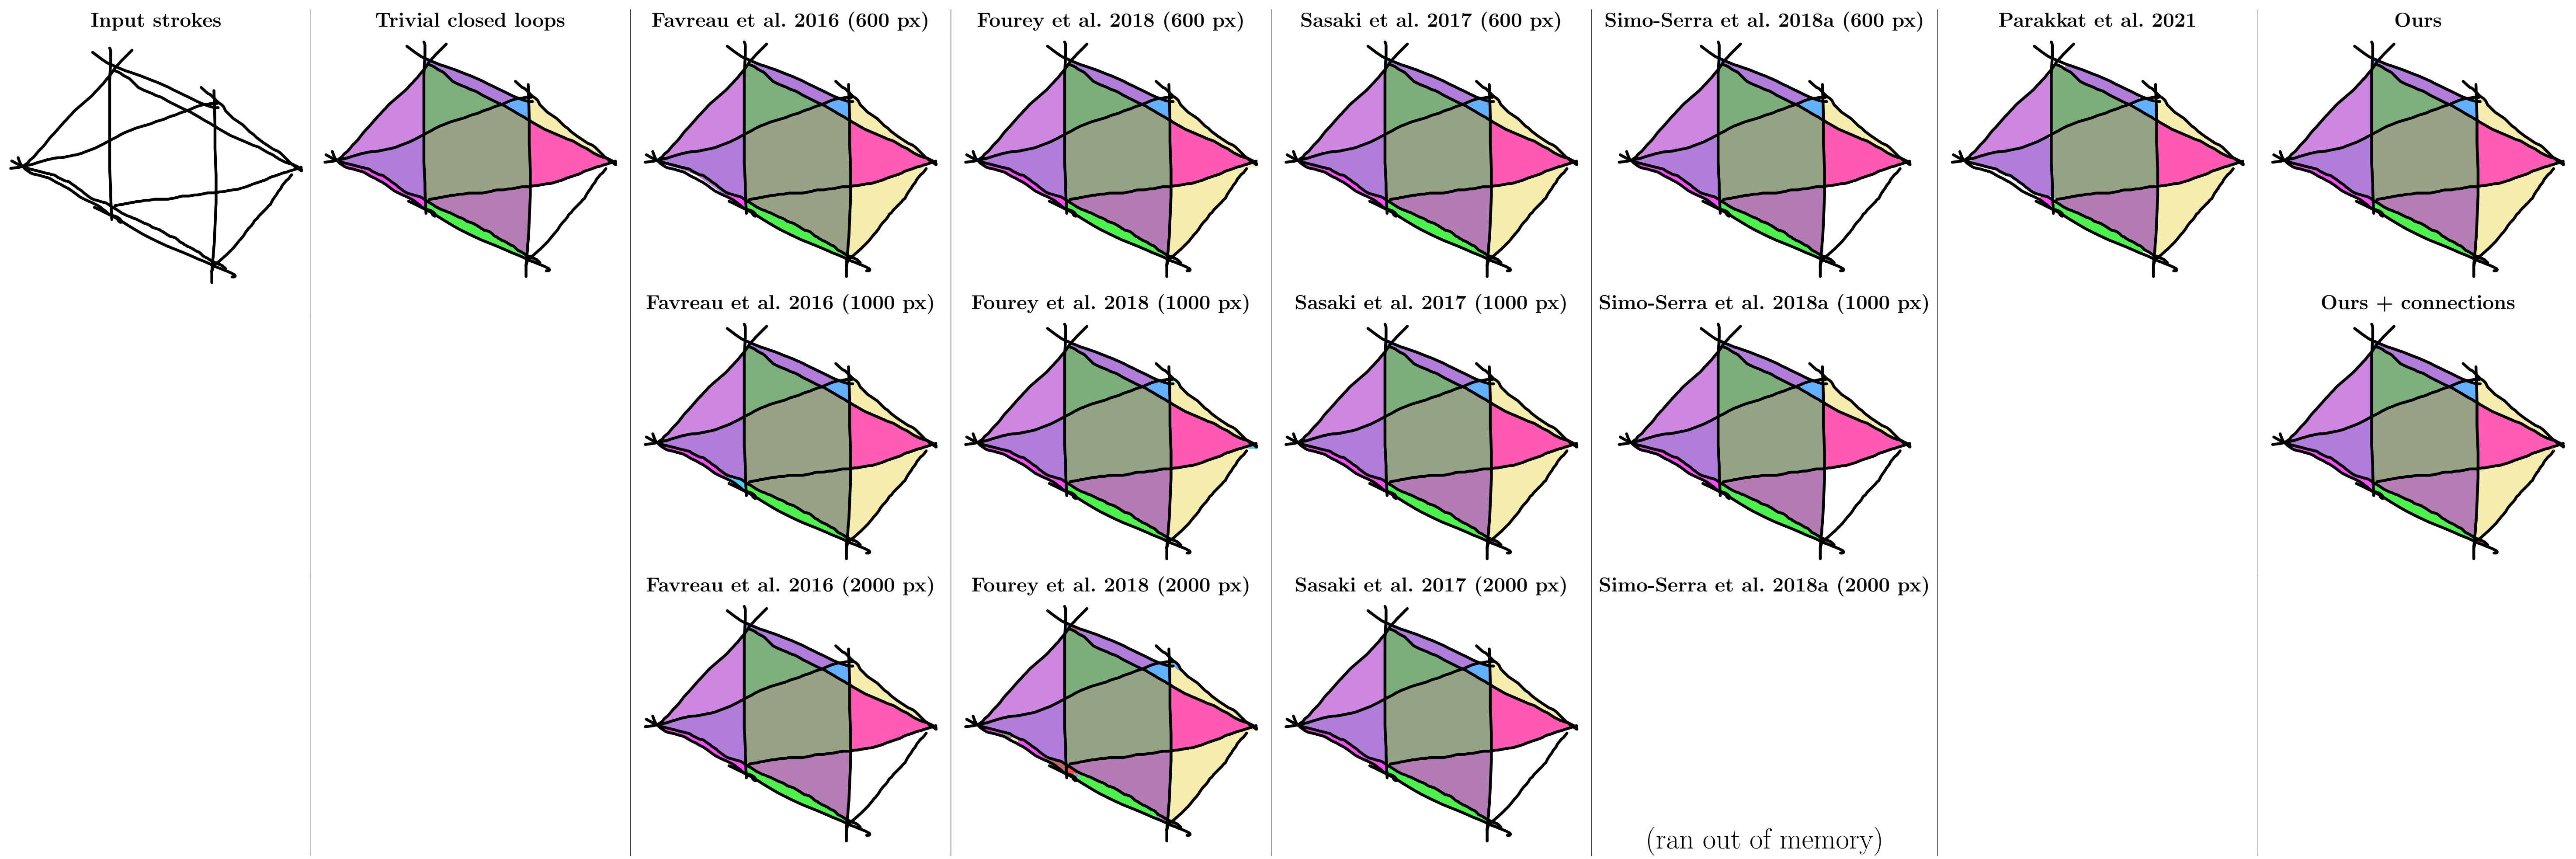 Input strokes
Trivial closed loops
Favreau et al. 2016 (600 px)
Fourey et al. 2018 (600 px)
Sasaki et al. 2017 (600 px)
Simo-Serra et al. 2018a (600 px)
Parakkat et al. 2021
Ours
Favreau et al. 2016 (1000 px)
Fourey et al. 2018 (1000 px)
Sasaki et al. 2017 (1000 px)
Simo-Serra et al. 2018a (1000 px)
Ours + connections
Favreau et al. 2016 (2000 px)
Fourey et al. 2018 (2000 px)
Sasaki et al. 2017 (2000 px)
Simo-Serra et al. 2018a (2000 px)
(ran out of memory)